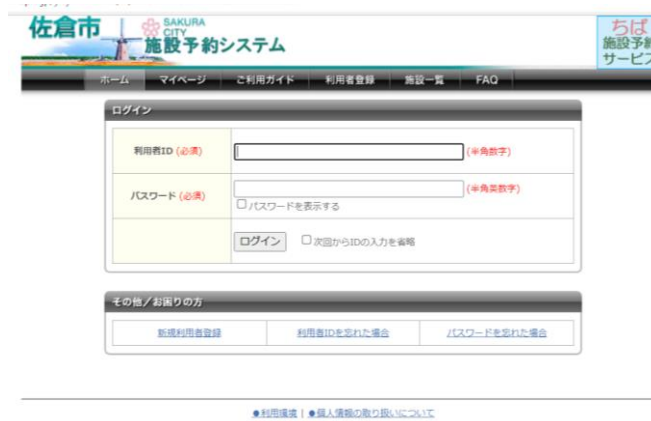 佐倉市
SAKURA
CITY
施設予約システム
ちば
施設予約
サービス
ホーム マイページ ご利用ガイド 利用者登録 施設一覧 FAQ
ログイン
利用者ID (必須) (半角数字)
パスワード (必須) (半角英数字)
パスワードを表示する
ログイン 次回からIDの入力を省略
その他/お困りの方
新規利用者登録 利用者IDを忘れた場合 パスワードを忘れた場合
●利用環境 | ●個人情報の取り扱いについて